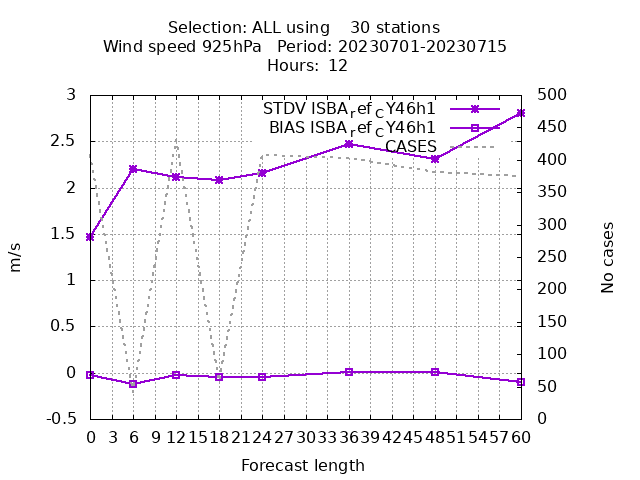 Selection: ALL using 30 stations
Wind speed 925hPa Period: 20230701-20230715
Hours: 12
STDV ISBA_ref_CY46h1
BIAS ISBA_ref_CY46h1
CASES
3
2.5
2
1.5
1
0.5
0
-0.5
500
450
400
350
300
250
200
150
100
50
0
m/s
No cases
0 3 6 9 12 15 18 21 24 27 30 33 36 39 42 45 48 51 54 57 60
Forecast length